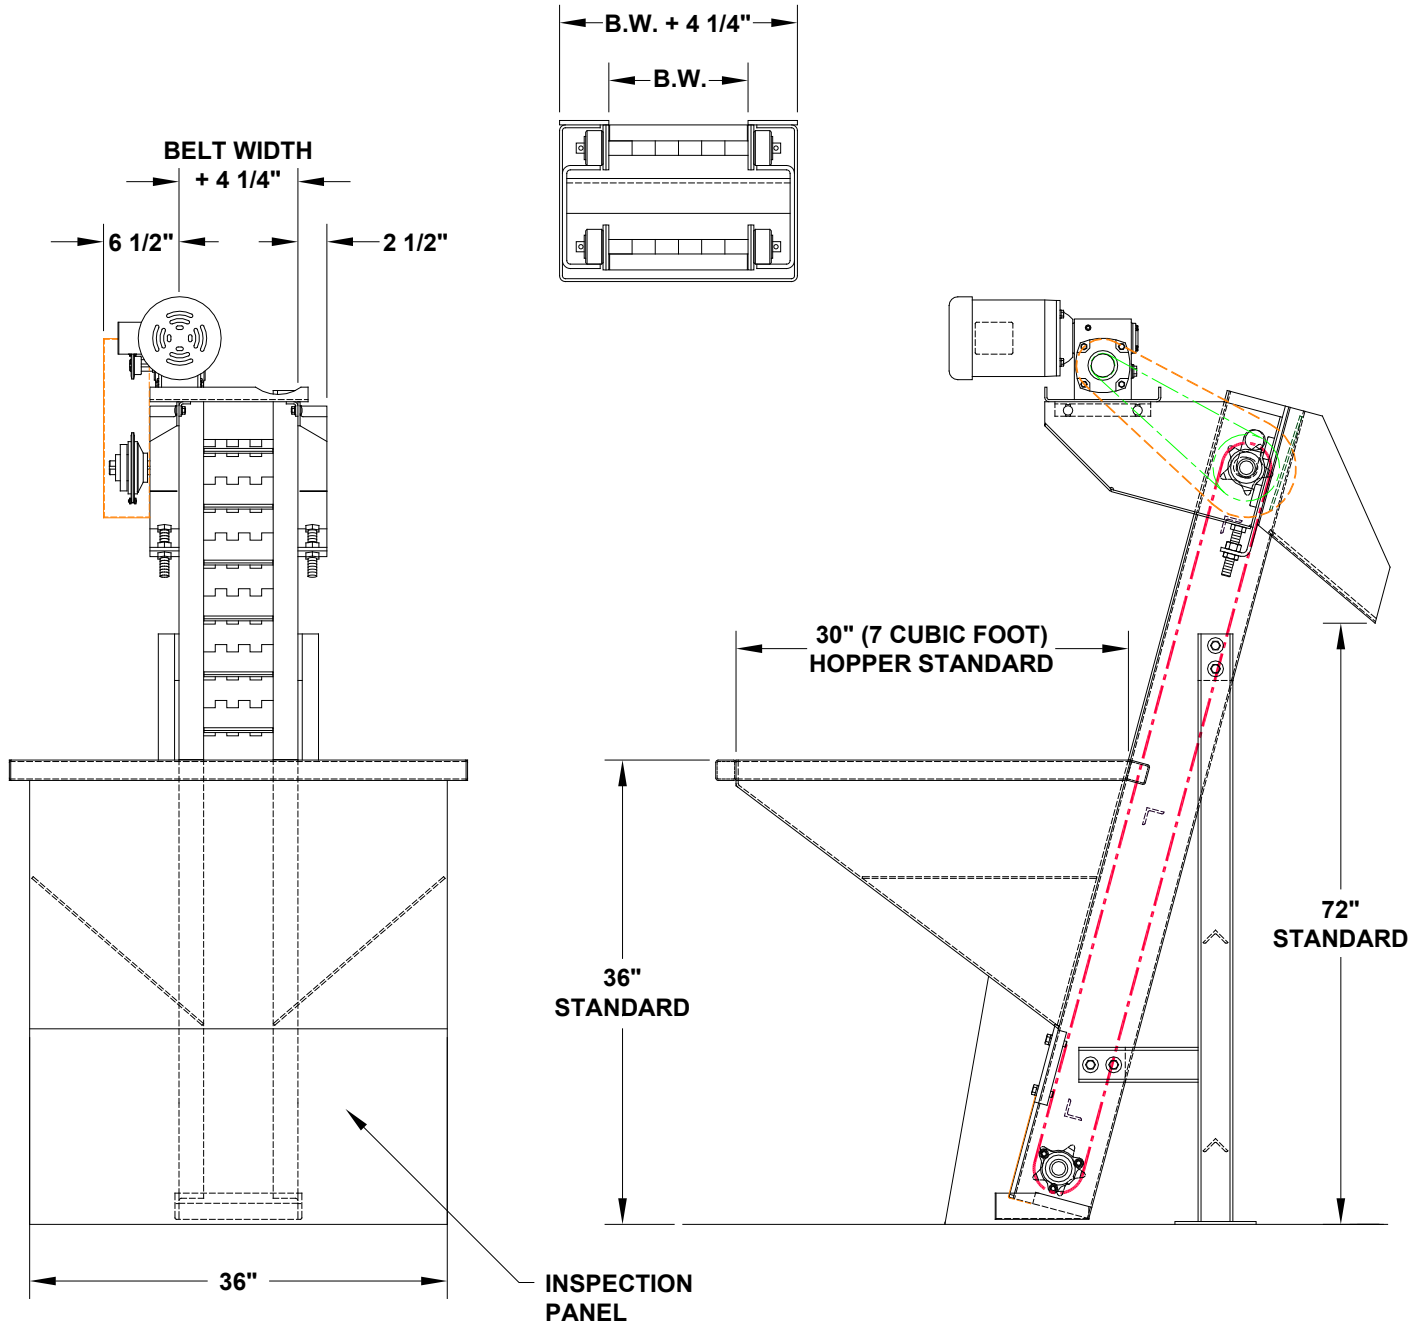 B.W. + 4 1/4"
B.W.
BELT WIDTH
+ 4 1/4"
6 1/2"
2 1/2"
30" (7 CUBIC FOOT)
HOPPER STANDARD
72"
STANDARD
36"
STANDARD
36"
INSPECTION
PANEL